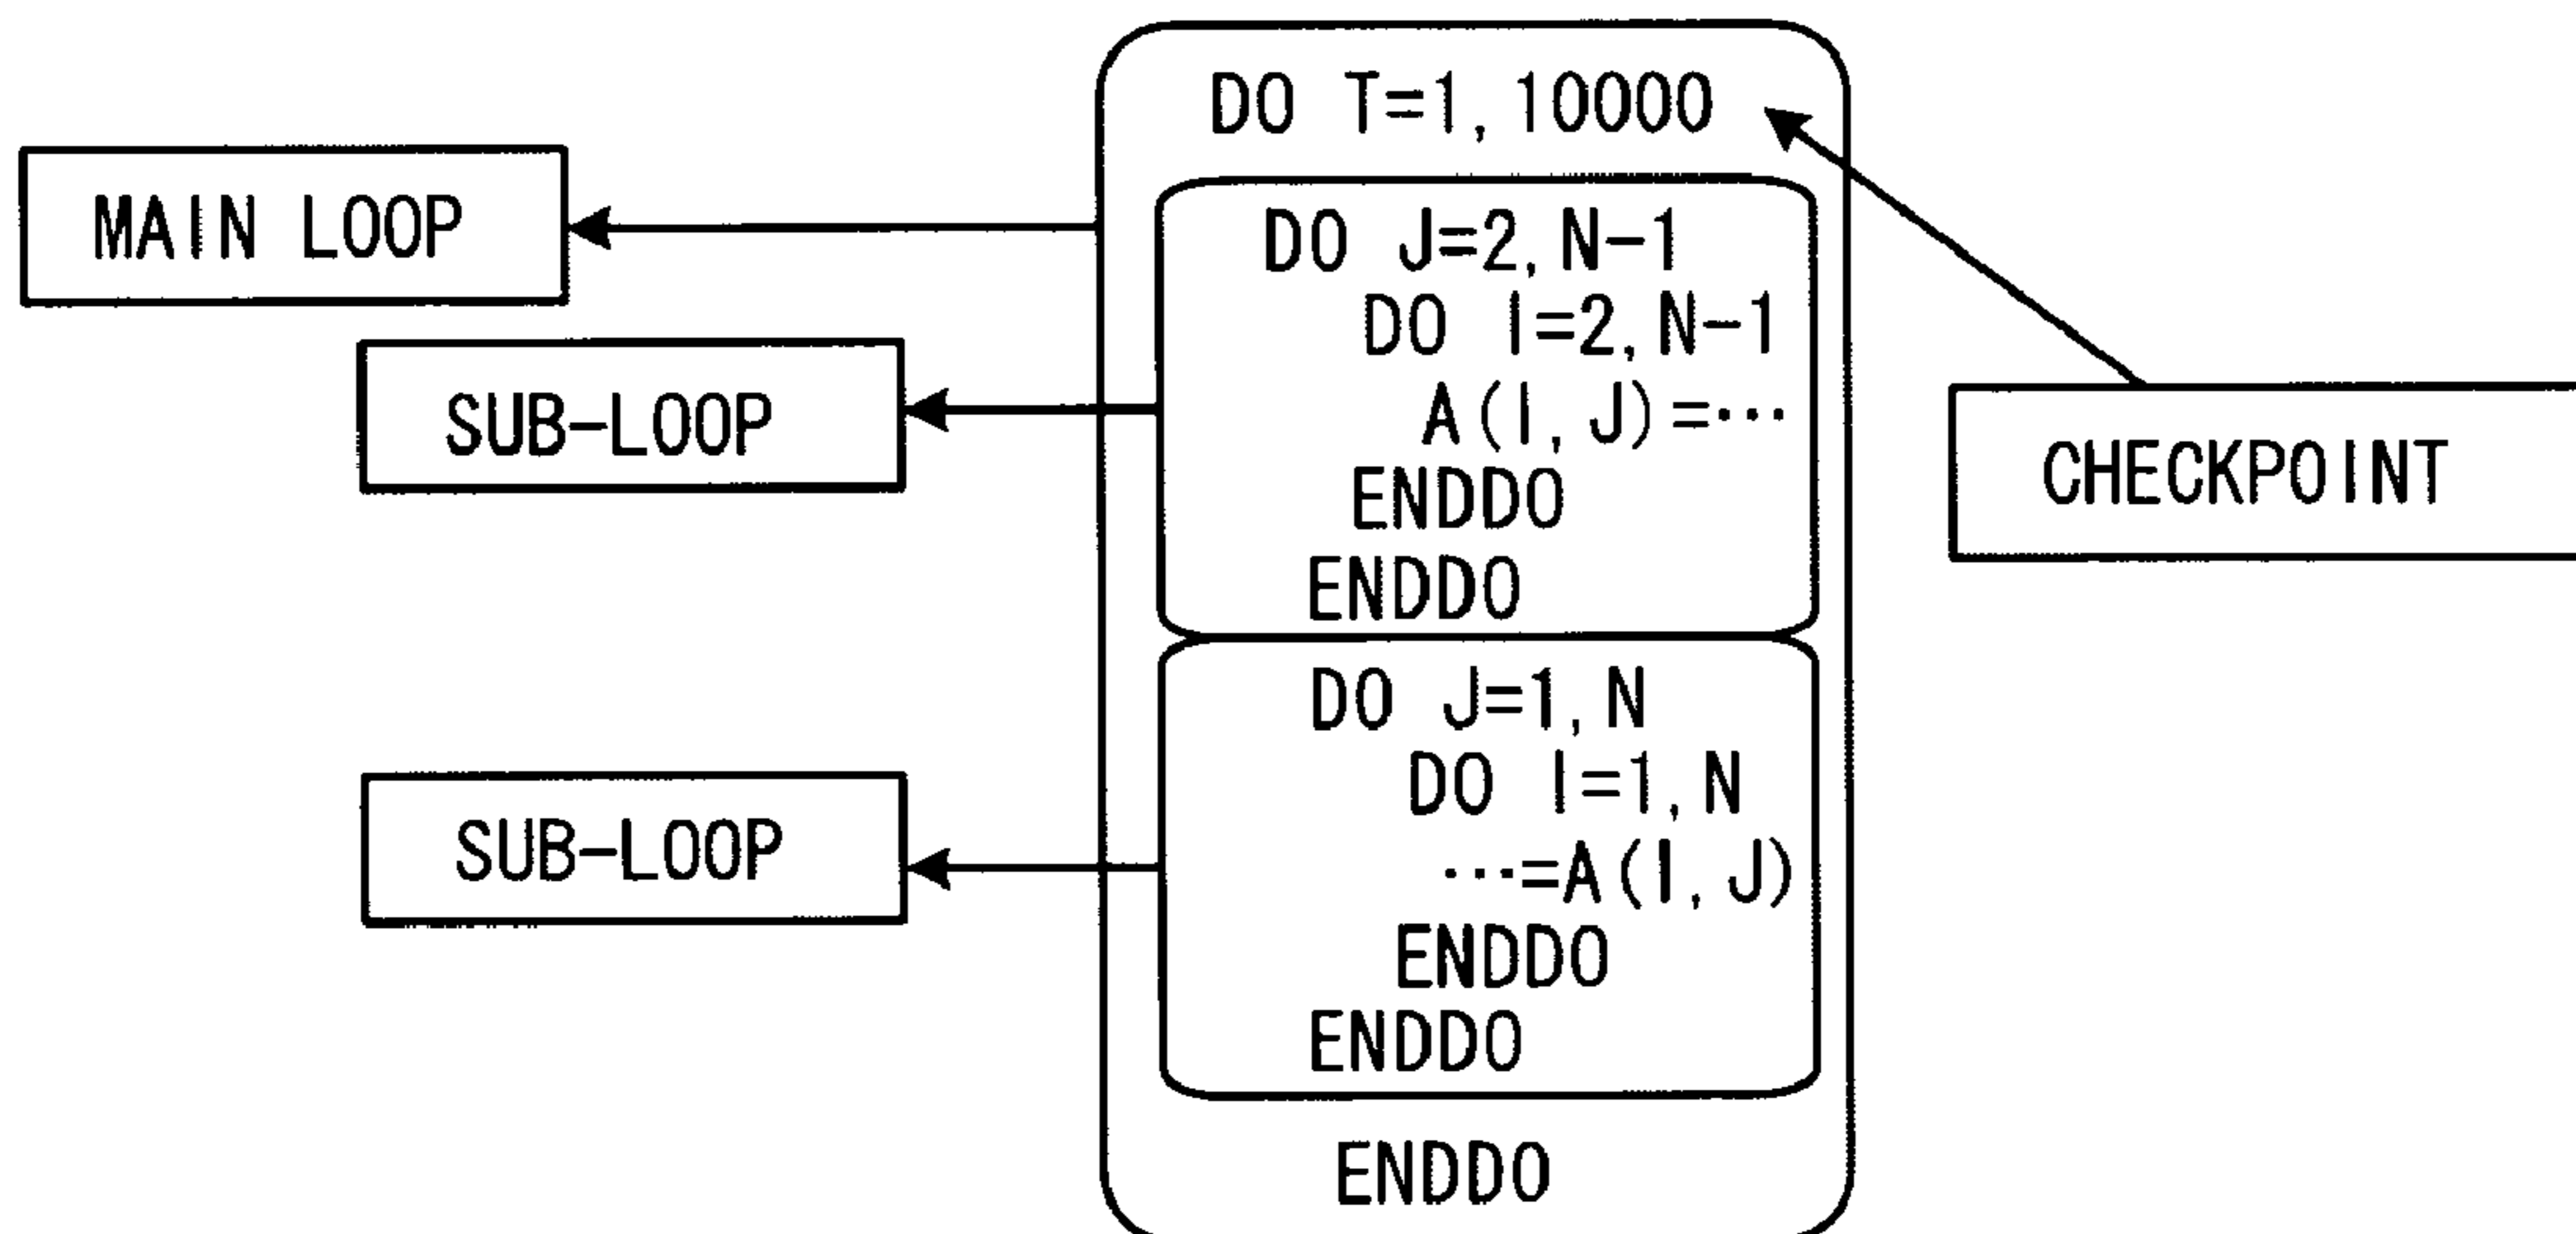 DO T=1, 10000
MAIN LOOP
DO J=2, N-1
DO I=2, N-1
SUB-LOOP
A(I, J)=···
CHECKPOINT
ENDDO
ENDDO
DO J=1, N
DO I=1, N
SUB-LOOP
···=A(I, J)
ENDDO
ENDDO
ENDDO